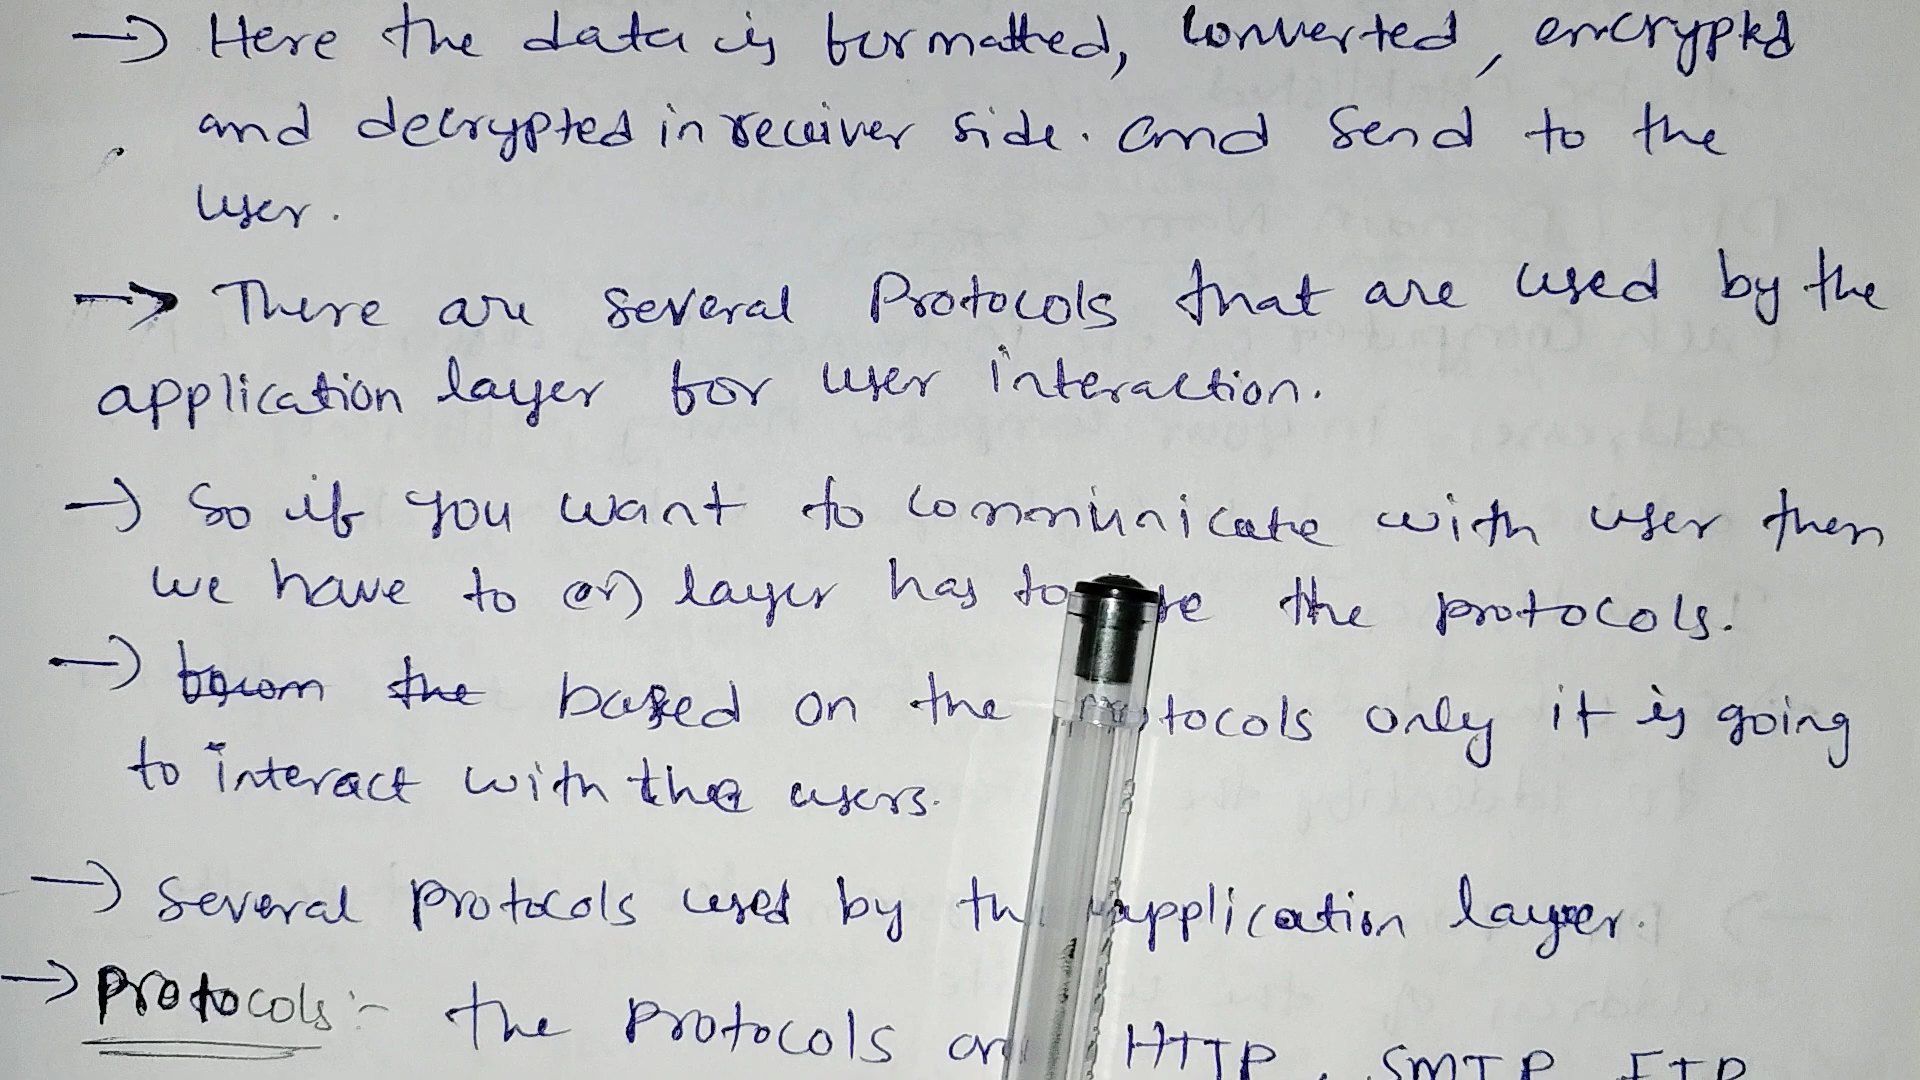 → Here the data is formatted, converted, encrypted
and decrypted in receiver side. and send to the
user.
→ There are several Protocols that are used by the
application layer for user interaction.
→ So if you want to communicate with user then
we have to (or) layer has to the protocols.
→ the based on the only it is going
to interact with the users.
→ Several protocols used by the application layer.
→ Protocols:- the protocols HTTP, SMTP, FTP